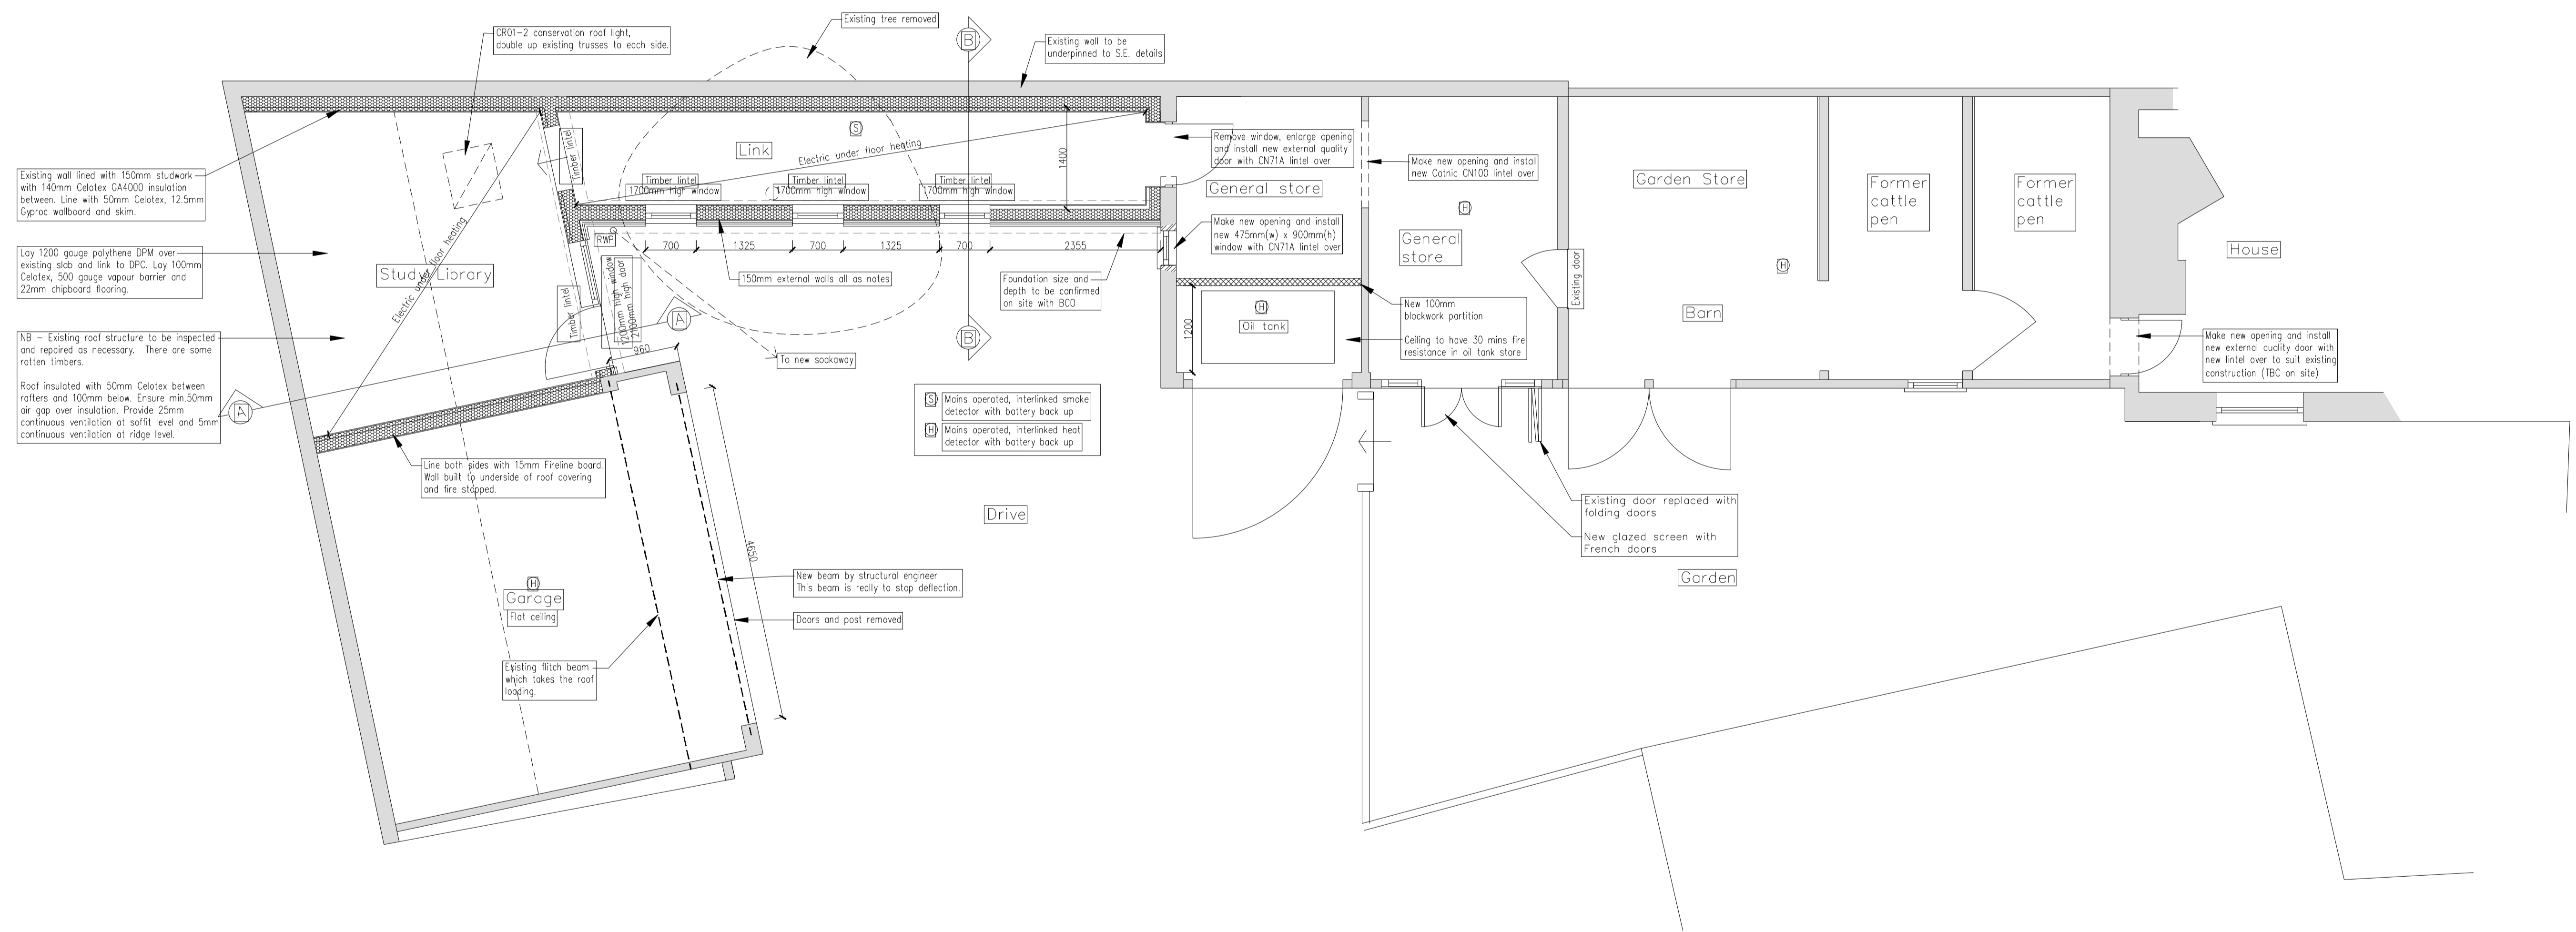 Existing tree removed
CR01-2 conservation roof light,
double up existing trusses to each side.
B
Existing wall to be
underpinned to S.E. details
Existing wall lined with 150mm studwork
with 140mm Celotex GA4000 insulation
between. Line with 50mm Celotex, 12.5mm
Gyproc wallboard and skim.
Timber lintel
Link
S
Electric under floor heating
1400
Timber lintel
1700mm high window
Timber lintel
1700mm high window
Timber lintel
1700mm high window
Remove window, enlarge opening
and install new external quality
door with CN71A lintel over
General store
Make new opening and install
new Catnic CN100 lintel over
Garden Store
Former
cattle
pen
Former
cattle
pen
House
H
General
store
Make new opening and install
new 475mm(w) x 900mm(h)
window with CN71A lintel over
RWP
700
1325
700
1325
700
2355
Lay 1200 gauge polythene DPM over
existing slab and link to DPC. Lay 100mm
Celotex, 500 gauge vapour barrier and
22mm chipboard flooring.
Study/Library
Electric under floor heating
Timber lintel
1200mm high window
2100mm high door
150mm external walls all as notes
Foundation size and
depth to be confirmed
on site with BCO
Existing door
H
H
Oil tank
1200
New 100mm
blockwork partition
Ceiling to have 30 mins fire
resistance in oil tank store
Barn
Make new opening and install
new external quality door with
new lintel over to suit existing
construction (TBC on site)
NB - Existing roof structure to be inspected
and repaired as necessary. There are some
rotten timbers.
Roof insulated with 50mm Celotex between
rafters and 100mm below. Ensure min.50mm
air gap over insulation. Provide 25mm
continuous ventilation at soffit level and 5mm
continuous ventilation at ridge level.
A
A
B
960
To new soakaway
S
Mains operated, interlinked smoke
detector with battery back up
H
Mains operated, interlinked heat
detector with battery back up
Line both sides with 15mm Fireline board.
Wall built to underside of roof covering
and fire stopped.
Drive
Existing door replaced with
folding doors
New glazed screen with
French doors
Garden
4650
H
Garage
Flat ceiling
New beam by structural engineer
This beam is really to stop deflection.
Doors and post removed
Existing flitch beam
which takes the roof
loading.